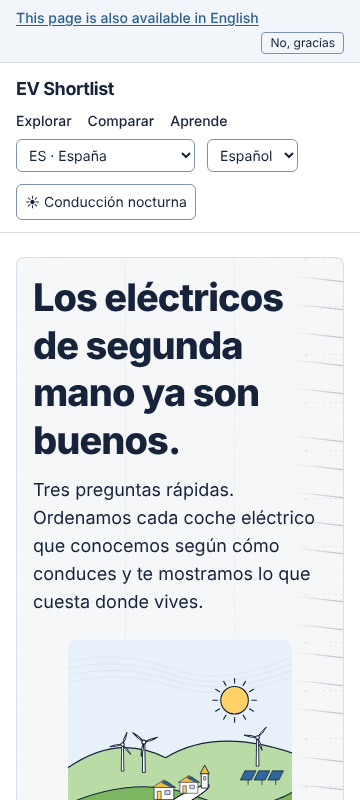 This page is also available in English
No, gracias
EV Shortlist
Explorar Comparar Aprende
ES · España Español
☀ Conducción nocturna
Los eléctricos
de segunda
mano ya son
buenos.
Tres preguntas rápidas.
Ordenamos cada coche eléctrico
que conocemos según cómo
conduces y te mostramos lo que
cuesta donde vives.